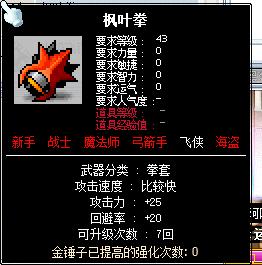 枫叶拳
要求等级： 43
要求力量： -
要求敏捷： -
要求智力： -
要求运气： -
要求人气度： -
道具等级： -
道具经验值： -
新手 战士 魔法师 弓箭手 飞侠 海盗
武器分类 : 拳套
攻击速度 : 比较快
攻击力 : +25
回避率 : +20
可升级次数 : 7回
金锤子已提高的强化次数: 0